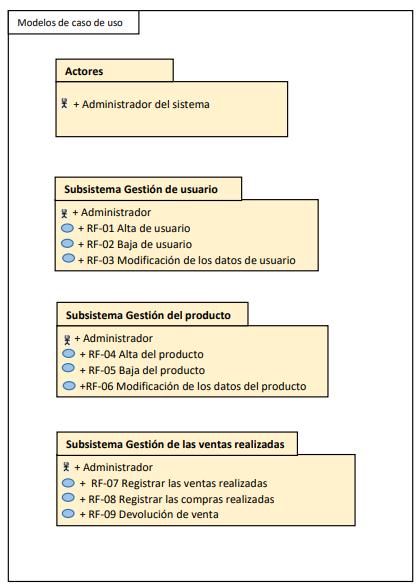 Modelos de caso de uso
Actores
+ Administrador del sistema
Subsistema Gestión de usuario
+ Administrador
+ RF-01 Alta de usuario
+ RF-02 Baja de usuario
+ RF-03 Modificación de los datos de usuario
Subsistema Gestión del producto
+ Administrador
+ RF-04 Alta del producto
+ RF-05 Baja del producto
+RF-06 Modificación de los datos del producto
Subsistema Gestión de las ventas realizadas
+ Administrador
+ RF-07 Registrar las ventas realizadas
+ RF-08 Registrar las compras realizadas
+ RF-09 Devolución de venta